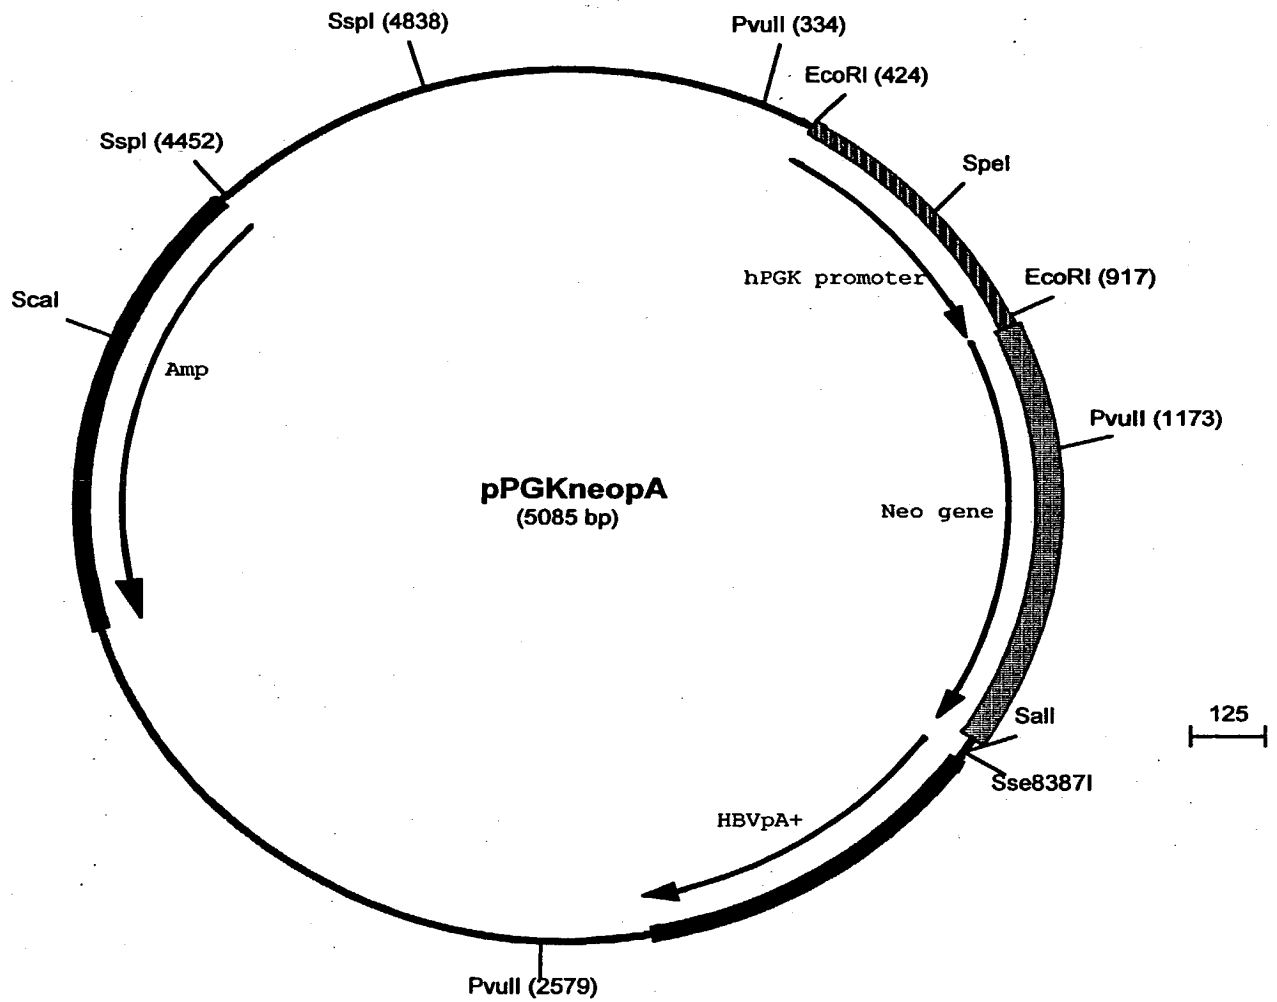 SspI (4838)
PvuII (334)
EcoRI (424)
SspI (4452)
SpeI
hPGK promoter
EcoRI (917)
ScaI
Amp
PvuII (1173)
pPGKneopA
(5085 bp)
Neo gene
SalI
125
Sse8387I
HBVpA+
PvuII (2579)